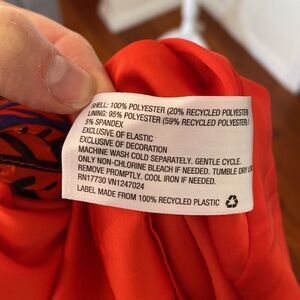 SHELL: 100% POLYESTER (20% RECYCLED POLYESTER)
LINING: 95% POLYESTER (59% RECYCLED POLYESTER) /
5% SPANDEX
EXCLUSIVE OF ELASTIC
EXCLUSIVE OF DECORATION
MACHINE WASH COLD SEPARATELY. GENTLE CYCLE.
ONLY NON-CHLORINE BLEACH IF NEEDED. TUMBLE DRY LOW
REMOVE PROMPTLY. COOL IRON IF NEEDED.
RN17730 VN1247024
LABEL MADE FROM 100% RECYCLED PLASTIC